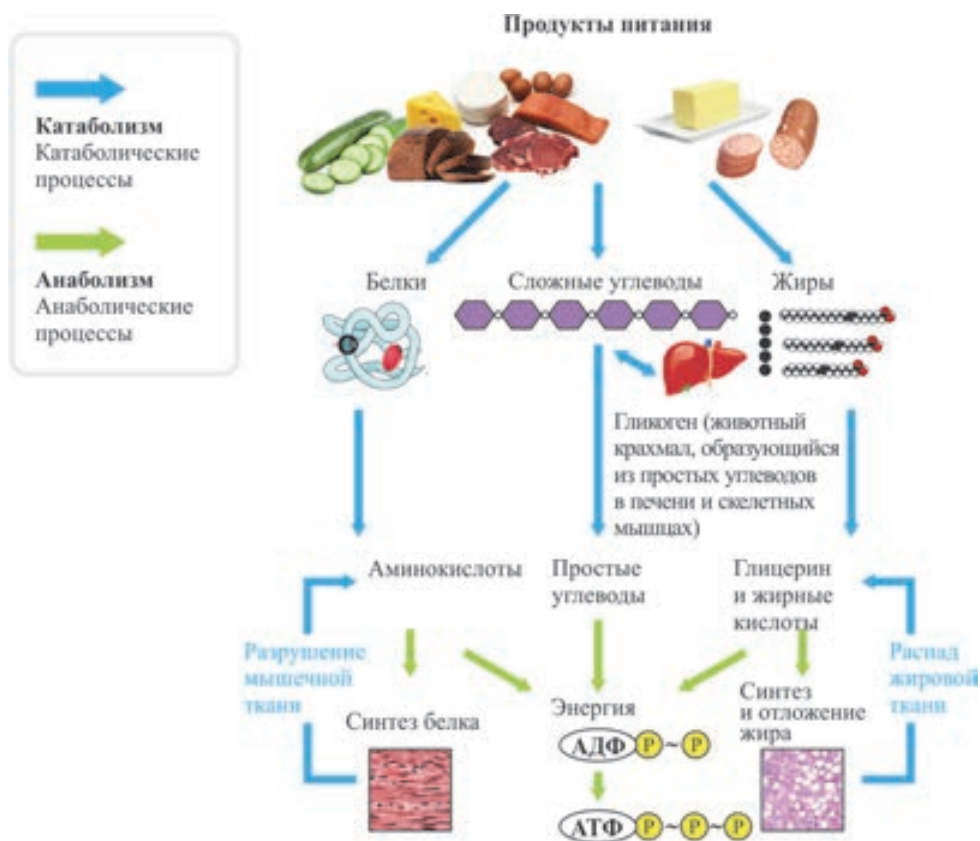 Продукты питания
Катаболизм
Катаболические
процессы
Анаболизм
Анаболические
процессы
Белки
Сложные углеводы
Жиры
Гликоген (животный
крахмал, образующийся
из простых углеводов
в печени и скелетных
мышцах)
Аминокислоты
Простые
углеводы
Глицерин
и жирные
кислоты
Разрушение
мышечной
ткани
Распад
жировой
ткани
Синтез белка
Энергия
Синтез
и отложение
жира
АДФ P ~ P
АТФ P ~ P ~ P